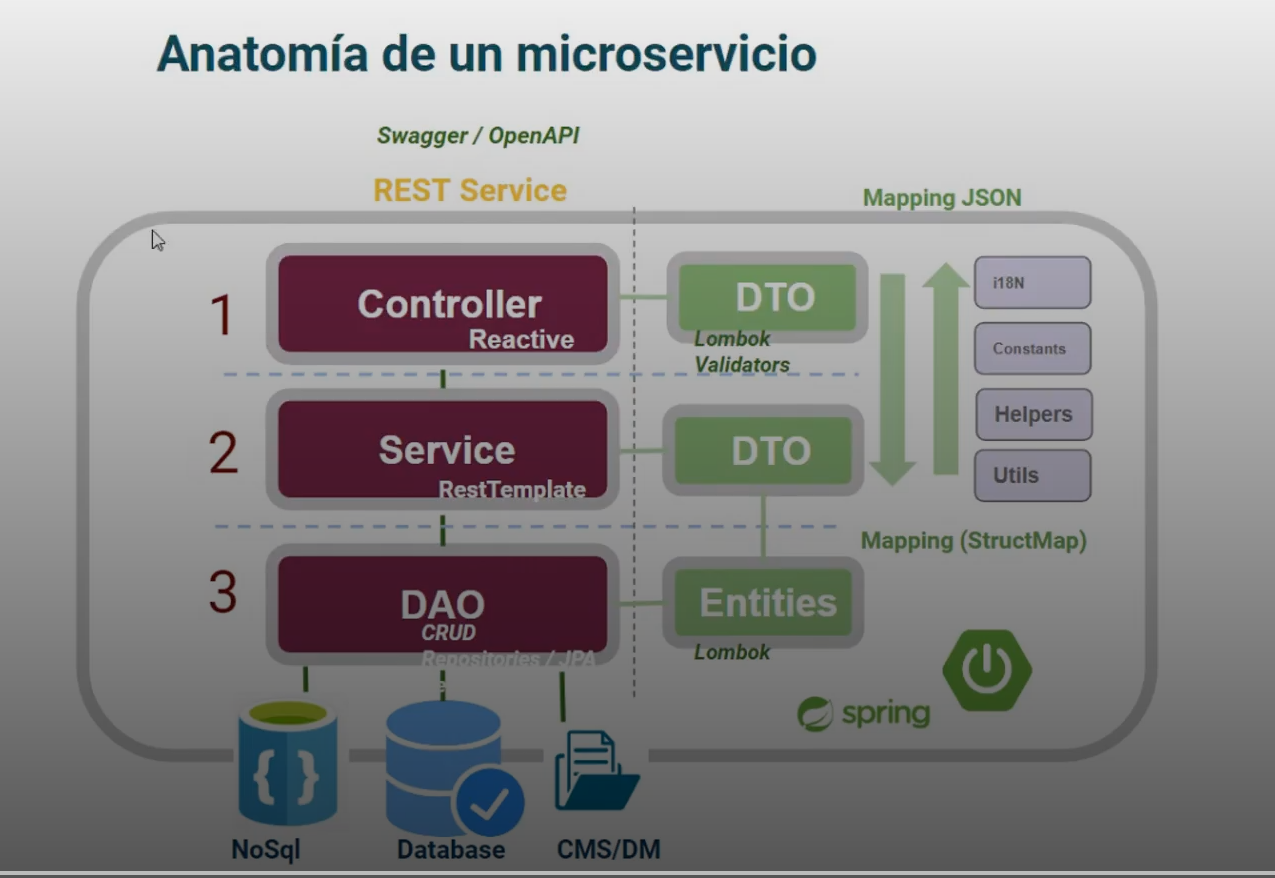 Anatomía de un microservicio
Swagger / OpenAPI
REST Service
Mapping JSON
1
Controller
Reactive
DTO
Lombok
Validators
i18N
Constants
Helpers
Utils
2
Service
RestTemplate
DTO
Mapping (StructMap)
3
DAO
CRUD
Repositories / JPA
e
Entities
Lombok
spring
NoSql
Database
CMS/DM